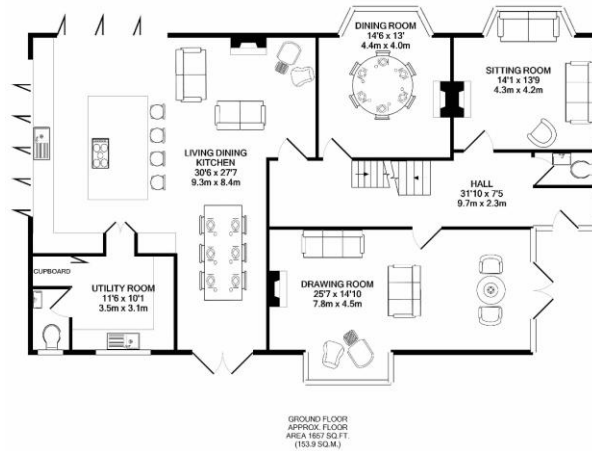 DINING ROOM
14'6 x 13'
4.4m x 4.0m
SITTING ROOM
14'1 x 13'9
4.3m x 4.2m
LIVING DINING
KITCHEN
30'6 x 27'7
9.3m x 8.4m
HALL
31'10 x 7'5
9.7m x 2.3m
CUPBOARD
UTILITY ROOM
11'6 x 10'1
3.5m x 3.1m
DRAWING ROOM
25'7 x 14'10
7.8m x 4.5m
GROUND FLOOR
APPROX. FLOOR
AREA 1657 SQ.FT.
(153.9 SQ.M.)